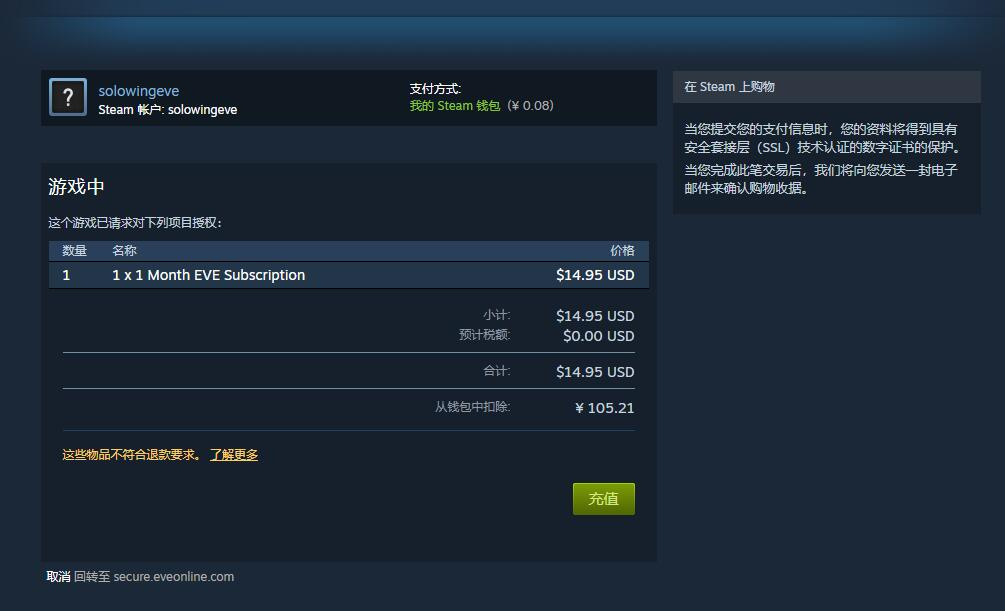 solowingeve
Steam 帐户: solowingeve
支付方式:
我的 Steam 钱包 (¥ 0.08)
在 Steam 上购物
当您提交您的支付信息时，您的资料将得到具有
安全套接层（SSL）技术认证的数字证书的保护。
当您完成此笔交易后，我们将向您发送一封电子
邮件来确认购物收据。
游戏中
这个游戏已请求对下列项目授权:
数量 名称 价格
1 1 x 1 Month EVE Subscription $14.95 USD
小计: $14.95 USD
预计税额: $0.00 USD
合计: $14.95 USD
从钱包中扣除: ¥ 105.21
这些物品不符合退款要求。 了解更多
充值
取消 回转至 secure.eveonline.com